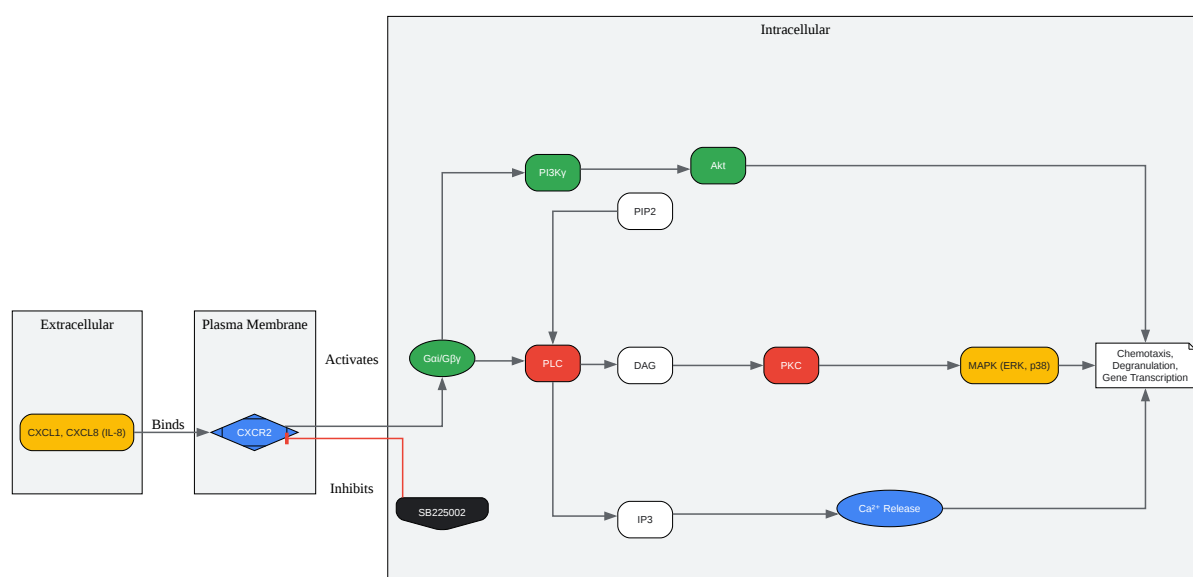 Intracellular
PI3Kγ
Akt
PIP2
Extracellular
Plasma Membrane
Activates
Gαi/Gβγ
PLC
DAG
PKC
MAPK (ERK, p38)
Chemotaxis,
Degranulation,
Gene Transcription
CXCL1, CXCL8 (IL-8)
Binds
CXCR2
Inhibits
SB225002
IP3
Ca²⁺ Release